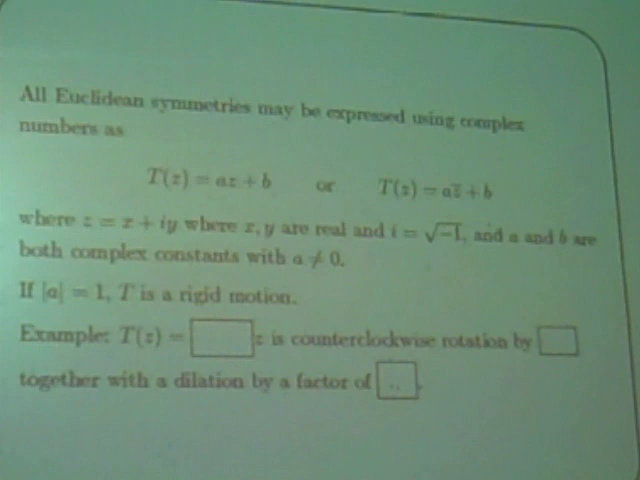 All Euclidean symmetries may be expressed using complex
numbers as
T(z) = az + b or T(z) = az̅ + b
where z = x + iy where x, y are real and i = √−1, and a and b are
both complex constants with a ≠ 0.
If |a| = 1, T is a rigid motion.
Example: T(z) = z is counterclockwise rotation by
together with a dilation by a factor of .